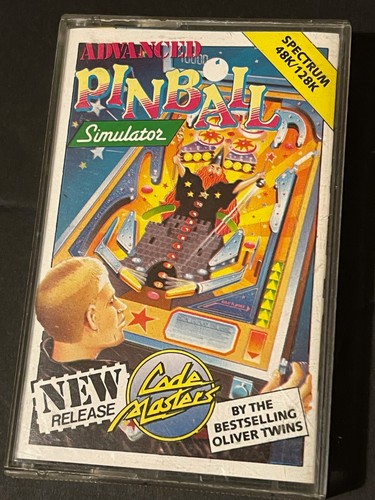 ADVANCED
PINBALL
Simulator
SPECTRUM
48K/128K
NEW
RELEASE
Code
Masters
BY THE
BESTSELLING
OLIVER TWINS